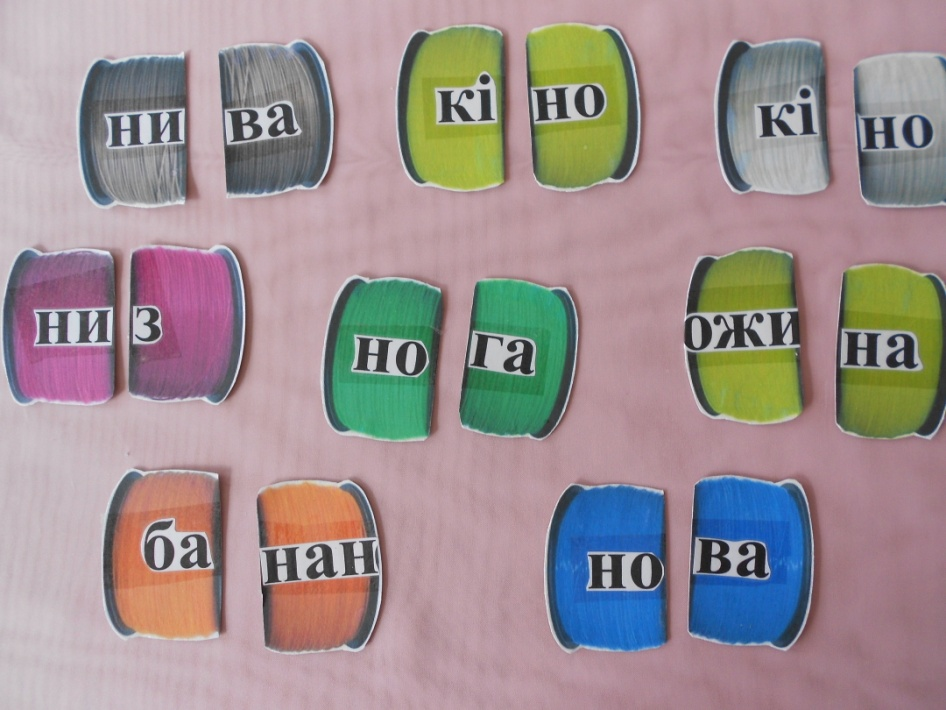 ни ва кі но кі но
ни з но га ожи на
ба нан но ва